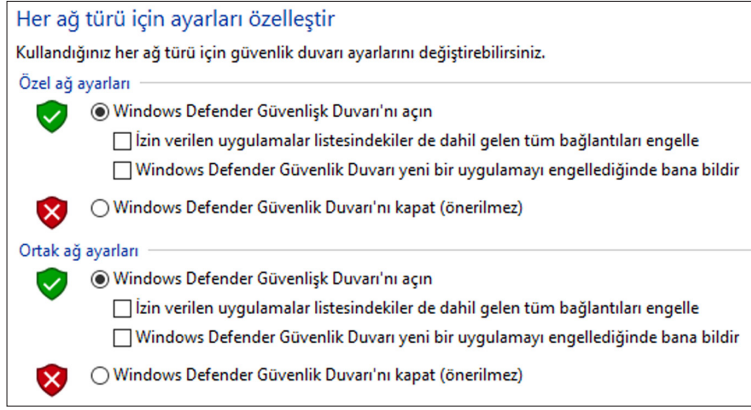 Her ağ türü için ayarları özelleştir
Kullandığınız her ağ türü için güvenlik duvarı ayarlarını değiştirebilirsiniz.
Özel ağ ayarları
Windows Defender Güvenlişk Duvarı'nı açın
İzin verilen uygulamalar listesindekiler de dahil gelen tüm bağlantıları engelle
Windows Defender Güvenlik Duvarı yeni bir uygulamayı engellediğinde bana bildir
Windows Defender Güvenlik Duvarı'nı kapat (önerilmez)
Ortak ağ ayarları
Windows Defender Güvenlişk Duvarı'nı açın
İzin verilen uygulamalar listesindekiler de dahil gelen tüm bağlantıları engelle
Windows Defender Güvenlik Duvarı yeni bir uygulamayı engellediğinde bana bildir
Windows Defender Güvenlik Duvarı'nı kapat (önerilmez)